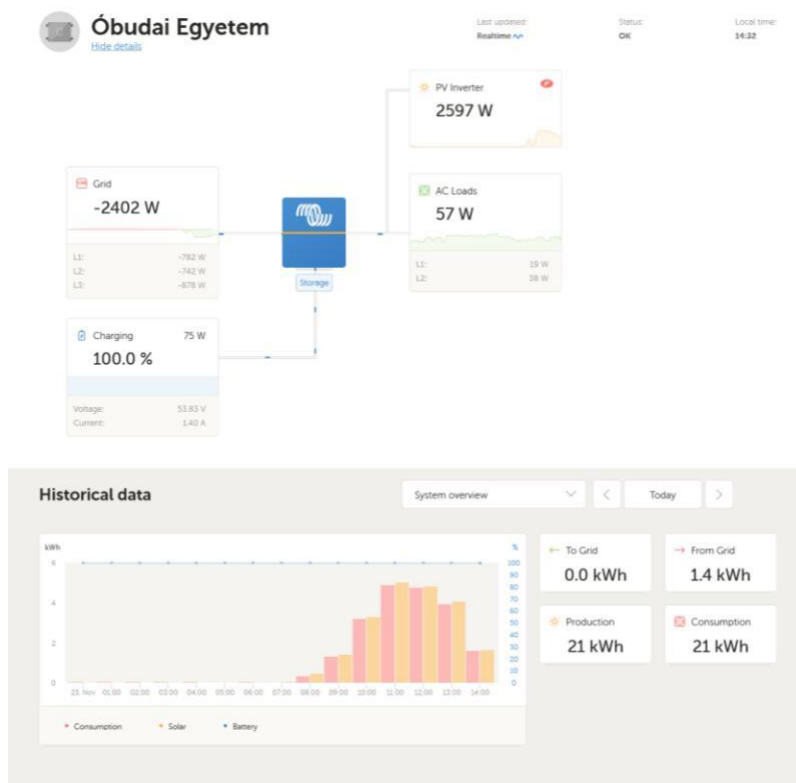 Óbudai Egyetem
Hide details
Last updated:
Realtime
Status:
OK
Local time:
14:32
PV Inverter
2597 W
Grid
-2402 W
L1: -782 W
L2: -742 W
L3: -878 W
AC Loads
57 W
L1: 19 W
L2: 38 W
Storage
Charging 75 W
100.0 %
Voltage: 53.83 V
Current: 1.40 A
Historical data
System overview
Today
kWh
%
6
4
2
0
100
90
80
70
60
50
40
30
20
10
0
23. Nov 01:00 02:00 03:00 04:00 05:00 06:00 07:00 08:00 09:00 10:00 11:00 12:00 13:00 14:00
Consumption Solar Battery
To Grid
0.0 kWh
From Grid
1.4 kWh
Production
21 kWh
Consumption
21 kWh